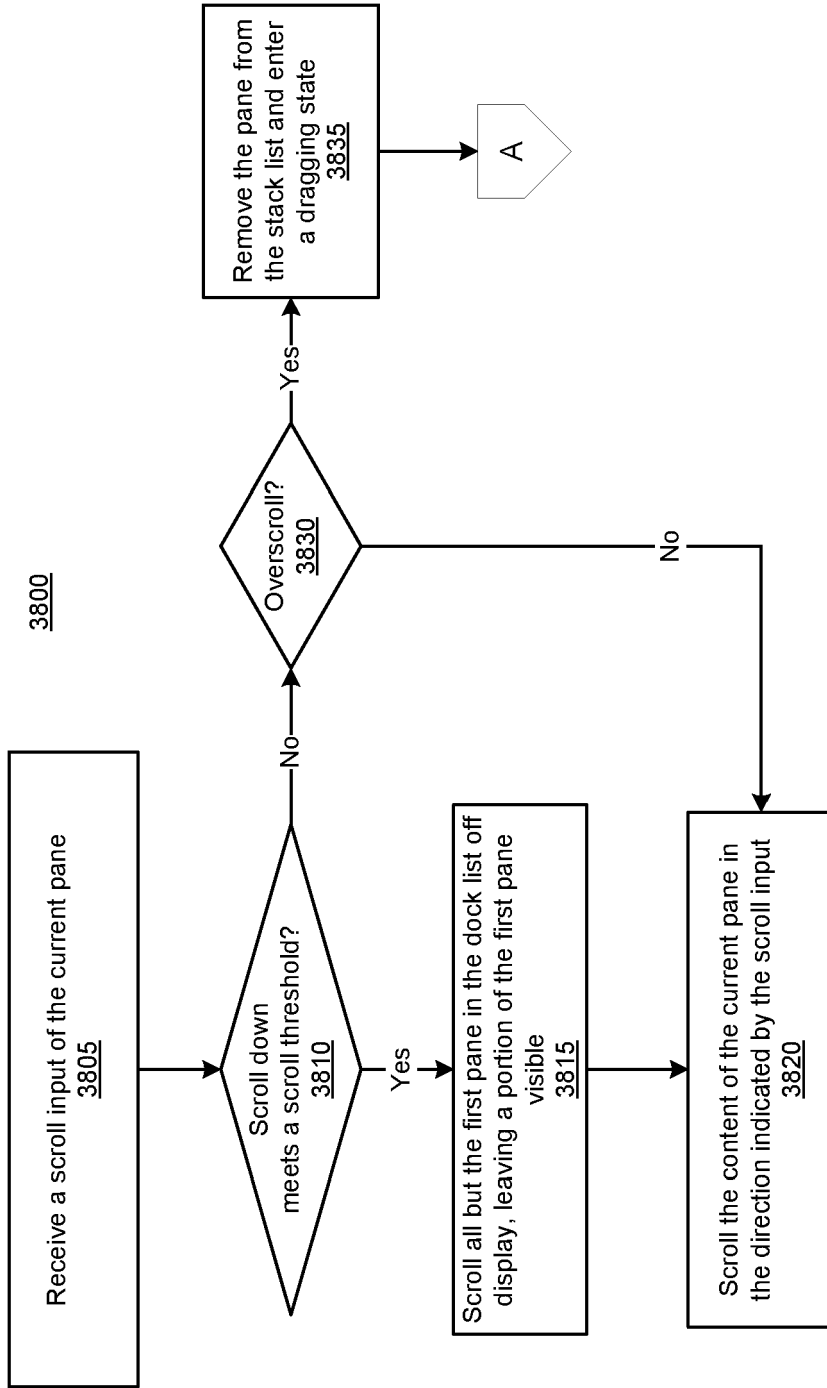 3800
Receive a scroll input of the current pane
3805
Scroll down
meets a scroll threshold?
3810
No
Yes
Overscroll?
3830
Yes
No
Remove the pane from
the stack list and enter
a dragging state
3835
A
Scroll all but the first pane in the dock list off
display, leaving a portion of the first pane
visible
3815
Scroll the content of the current pane in
the direction indicated by the scroll input
3820